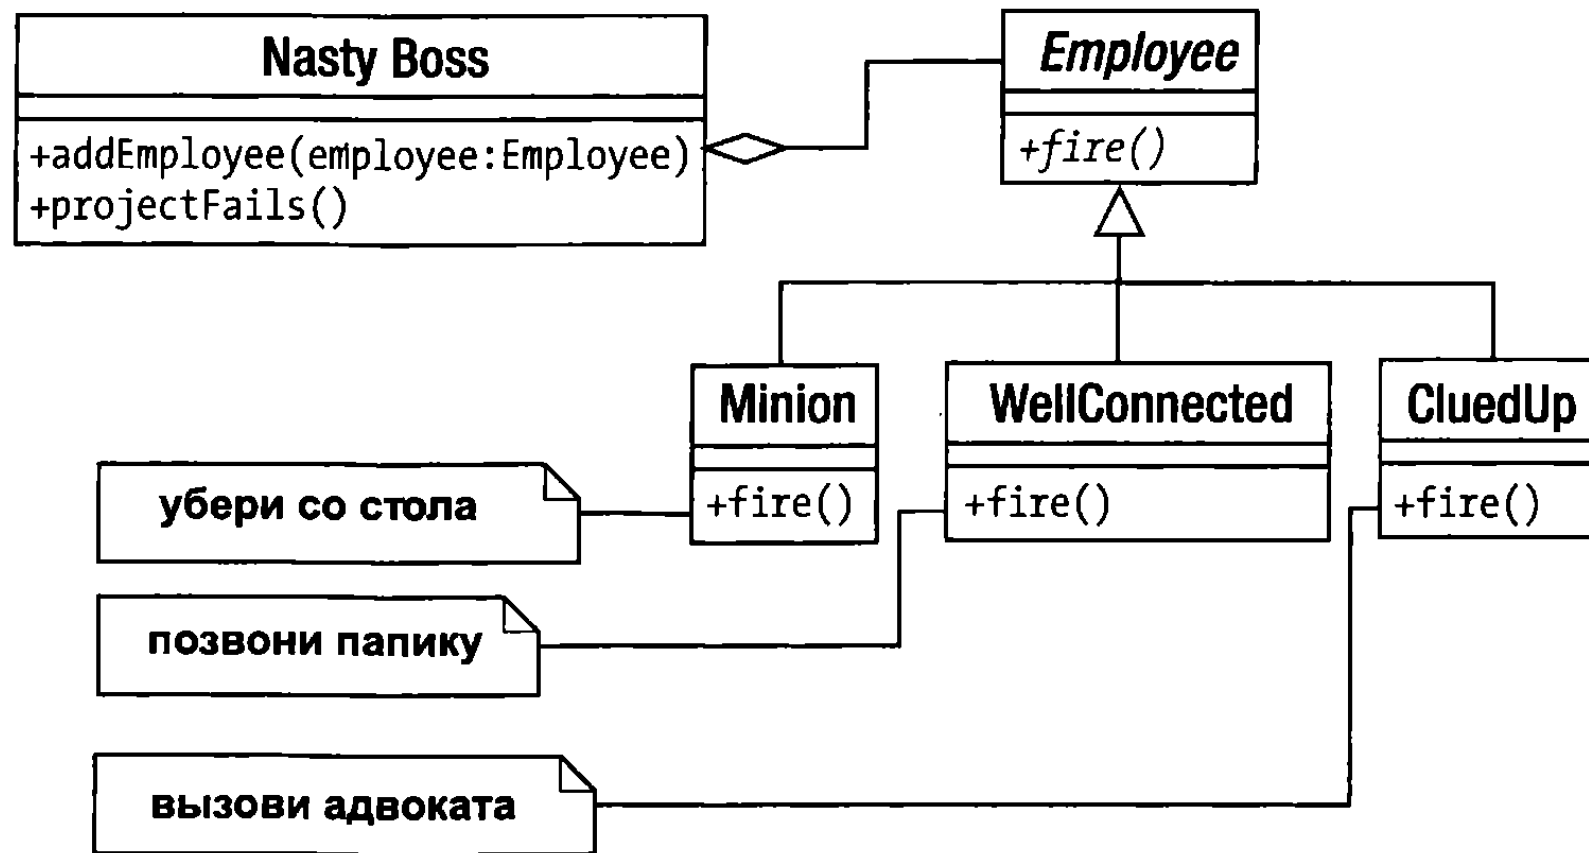 Nasty Boss
+addEmployee(employee:Employee)
+projectFails()
Employee
+fire()
Minion
+fire()
WellConnected
+fire()
CluedUp
+fire()
убери со стола
позвони папику
вызови адвоката